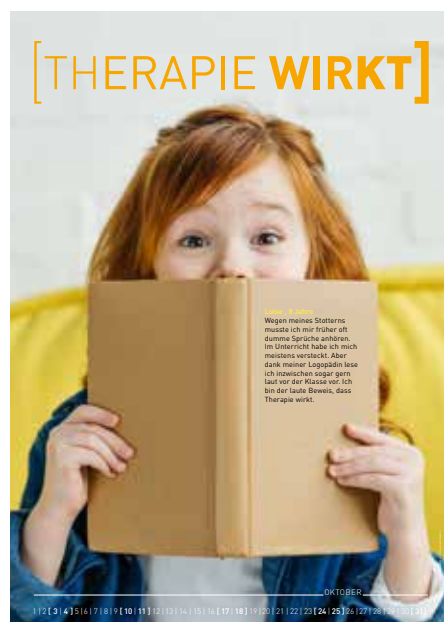 [THERAPIE WIRKT]
Wegen meines Stotterns
musste ich mir früher oft
dumme Sprüche anhören.
Im Unterricht habe ich mich
meistens versteckt. Aber
dank meiner Logopädin lese
ich inzwischen sogar gern
laut vor der Klasse vor. Ich
bin der laute Beweis, dass
Therapie wirkt.
OKTOBER
1|2[3|4]5|6|7|8|9[10|11]12|13|14|15|16[17|18]19|20|21|22|23[24|25]26|27|28|29|30[31]